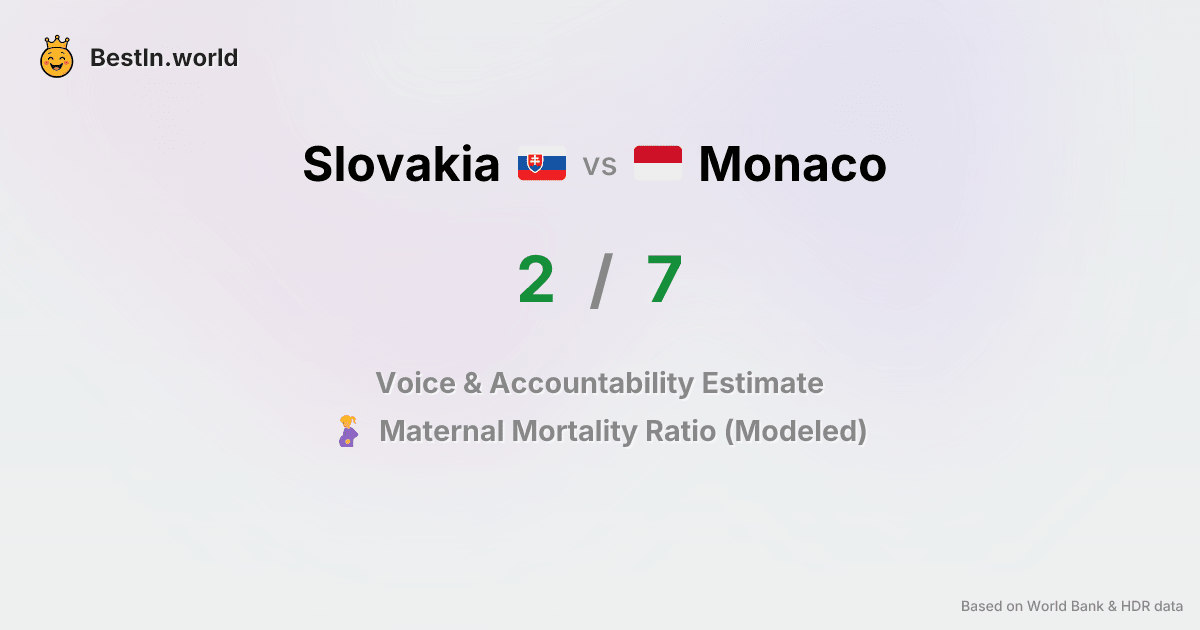 BestIn.world
Slovakia vs Monaco
2 / 7
Voice & Accountability Estimate
Maternal Mortality Ratio (Modeled)
Based on World Bank & HDR data